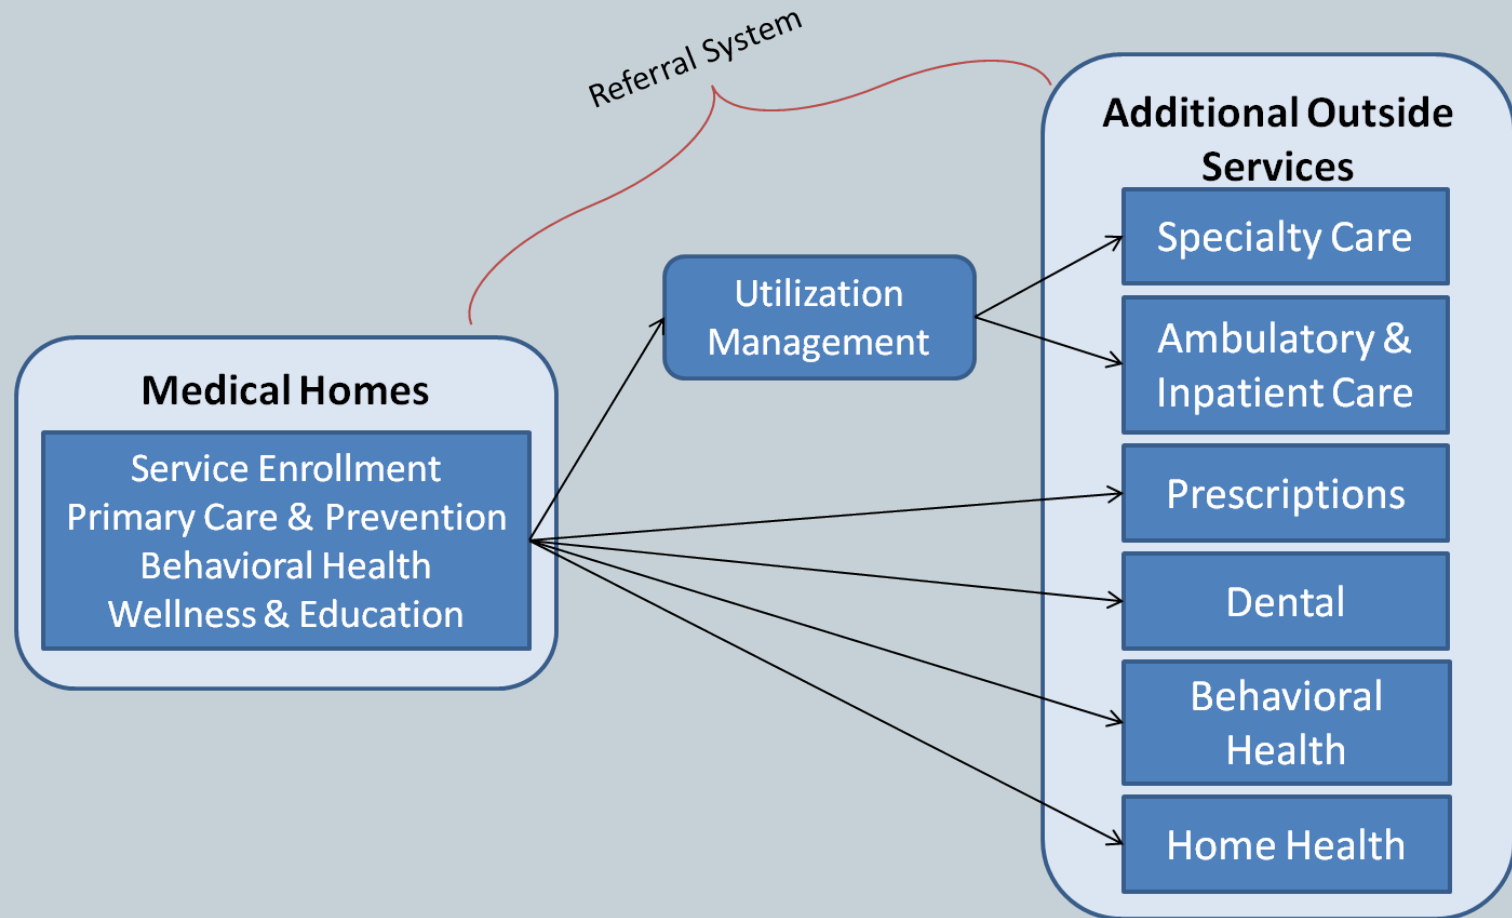 Referral System
Additional Outside
Services
Specialty Care
Utilization
Management
Ambulatory &
Inpatient Care
Medical Homes
Service Enrollment
Primary Care & Prevention
Behavioral Health
Wellness & Education
Prescriptions
Dental
Behavioral
Health
Home Health